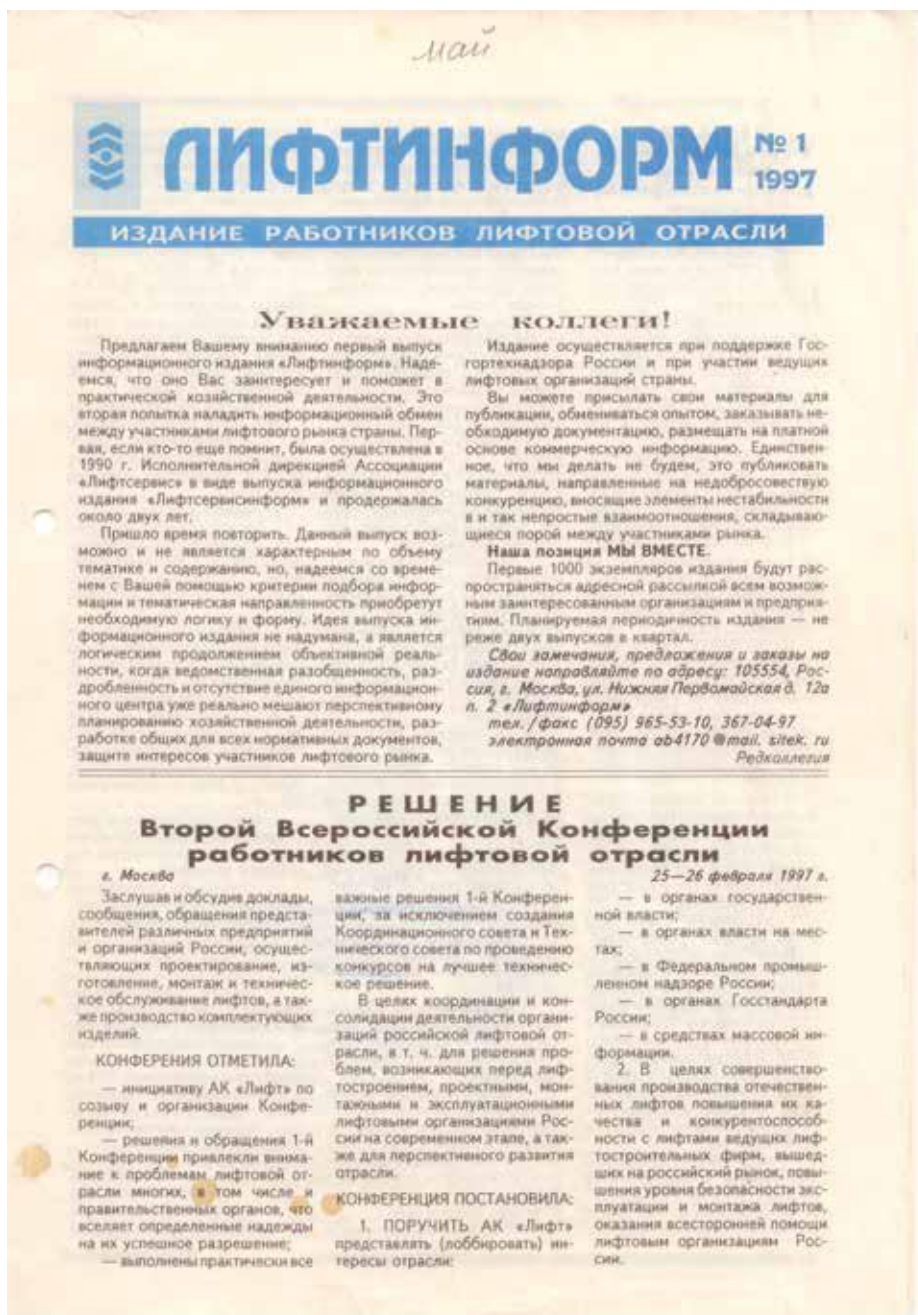 май
ЛИФТИНФОРМ
№ 1
1997
ИЗДАНИЕ РАБОТНИКОВ ЛИФТОВОЙ ОТРАСЛИ
Уважаемые коллеги!
Предлагаем Вашему вниманию первый выпуск
информационного издания «Лифтинформ». Наде-
емся, что оно Вас заинтересует и поможет в
практической хозяйственной деятельности. Это
вторая попытка наладить информационный обмен
между участниками лифтового рынка страны. Пер-
вая, если кто-то еще помнит, была осуществлена в
1990 г. Исполнительной дирекцией Ассоциации
«Лифтсервис» в виде выпуска информационного
издания «Лифтсервисинформ» и продержалась
около двух лет.
Пришло время повторить. Данный выпуск воз-
можно и не является характерным по объему
тематике и содержанию, но, надеемся со време-
нем с Вашей помощью критерии подбора инфор-
мации и тематическая направленность приобретут
необходимую логику и форму. Идея выпуска ин-
формационного издания не надумана, а является
логическим продолжением объективной реаль-
ности, когда ведомственная разобщенность, раз-
дробленность и отсутствие единого информацион-
ного центра уже реально мешают перспективному
планированию хозяйственной деятельности, раз-
работке общих для всех нормативных документов,
защите интересов участников лифтового рынка.
Издание осуществляется при поддержке Гос-
гортехнадзора России и при участии ведущих
лифтовых организаций страны.
Вы можете присылать свои материалы для
публикации, обмениваться опытом, заказывать не-
обходимую документацию, размещать на платной
основе коммерческую информацию. Единствен-
ное, что мы делать не будем, это публиковать
материалы, направленные на недобросовестную
конкуренцию, вносящие элементы нестабильности
в и так непростые взаимоотношения, складываю-
щиеся порой между участниками рынка.
Наша позиция МЫ ВМЕСТЕ.
Первые 1000 экземпляров издания будут рас-
пространяться адресной рассылкой всем возмож-
ным заинтересованным организациям и предприя-
тиям. Планируемая периодичность издания — не
реже двух выпусков в квартал.
Свои замечания, предложения и заказы на
издание направляйте по адресу: 105554, Рос-
сия, г. Москва, ул. Нижняя Первомайская д. 12а
п. 2 «Лифтинформ»
тел./факс (095) 965-53-10, 367-04-97
электронная почта ab4170@mail. sitek. ru
Редколлегия
РЕШЕНИЕ
Второй Всероссийской Конференции
работников лифтовой отрасли
г. Москва
25—26 февраля 1997 г.
Заслушав и обсудив доклады,
сообщения, обращения предста-
вителей различных предприятий
и организаций России, осущес-
твляющих проектирование, из-
готовление, монтаж и техничес-
кое обслуживание лифтов, а так-
же производство комплектующих
изделий.
КОНФЕРЕНИЯ ОТМЕТИЛА:
— инициативу АК «Лифт» по
созыву и организации Конфе-
ренции;
— решения и обращения 1-й
Конференции привлекли внима-
ние к проблемам лифтовой от-
расли многих, в том числе и
правительственных органов, что
вселяет определенные надежды
на их успешное разрешение;
— выполнены практически все
важные решения 1-й Конферен-
ции, за исключением создания
Координационного совета и Тех-
нического совета по проведению
конкурсов на лучшее техничес-
кое решение.
В целях координации и кон-
солидации деятельности органи-
заций российской лифтовой от-
расли, в т. ч. для решения про-
блем, возникающих перед лиф-
тостроением, проектными, мон-
тажными и эксплуатационными
лифтовыми организациями Рос-
сии на современном этапе, а так-
же для перспективного развития
отрасли.
КОНФЕРЕНЦИЯ ПОСТАНОВИЛА:
1. ПОРУЧИТЬ АК «Лифт»
представлять (лоббировать) ин-
тересы отрасли:
— в органах государствен-
ной власти;
— в органах власти на мес-
тах;
— в Федеральном промыш-
ленном надзоре России;
— в органах Госстандарта
России;
— в средствах массовой ин-
формации.
2. В целях совершенство-
вания производства отечествен-
ных лифтов повышения их ка-
чества и конкурентоспособ-
ности с лифтами ведущих лиф-
тостроительных фирм, вышед-
ших на российский рынок, повы-
шения уровня безопасности экс-
плуатации и монтажа лифтов,
оказания всесторонней помощи
лифтовым организациям Рос-
сии.